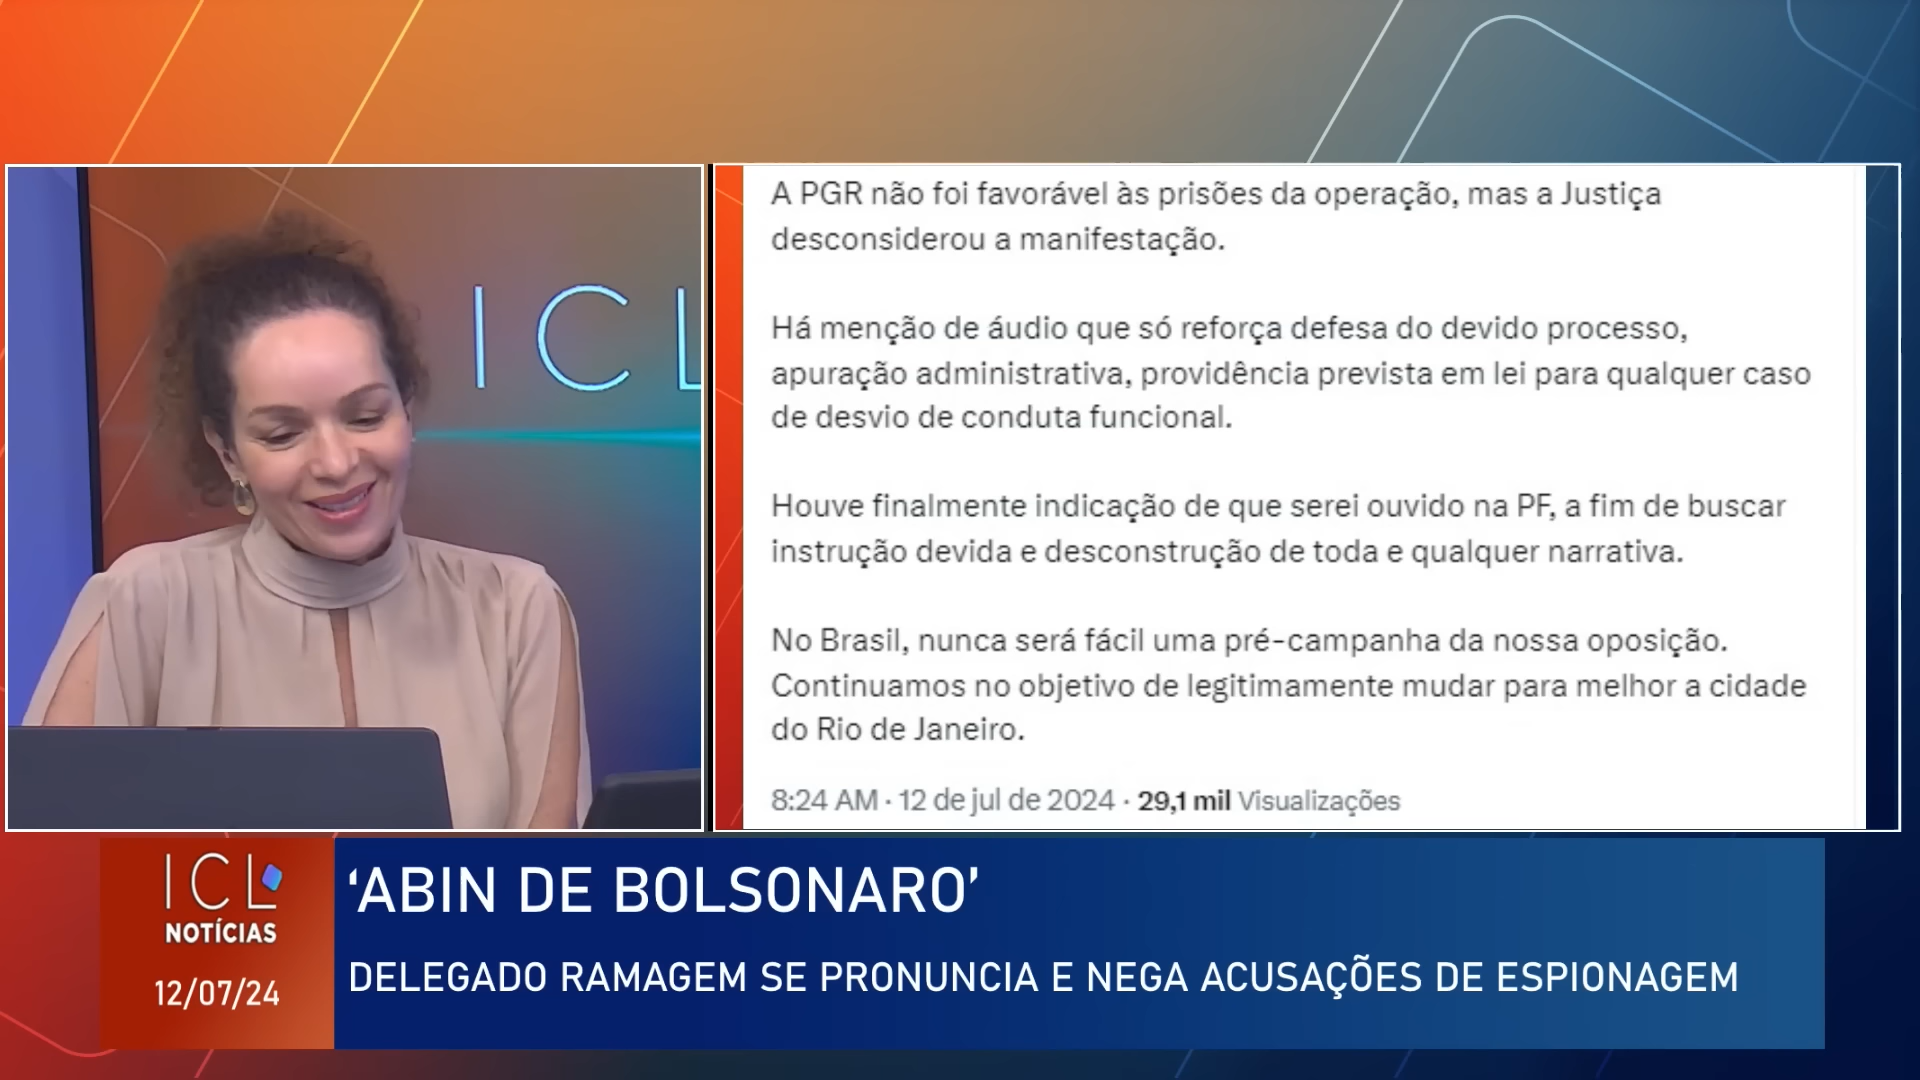 ICL
A PGR não foi favorável às prisões da operação, mas a Justiça
desconsiderou a manifestação.
Há menção de áudio que só reforça defesa do devido processo,
apuração administrativa, providência prevista em lei para qualquer caso
de desvio de conduta funcional.
Houve finalmente indicação de que serei ouvido na PF, a fim de buscar
instrução devida e desconstrução de toda e qualquer narrativa.
No Brasil, nunca será fácil uma pré-campanha da nossa oposição.
Continuamos no objetivo de legitimamente mudar para melhor a cidade
do Rio de Janeiro.
8:24 AM · 12 de jul de 2024 · 29,1 mil Visualizações
ICL
NOTÍCIAS
12/07/24
‘ABIN DE BOLSONARO’
DELEGADO RAMAGEM SE PRONUNCIA E NEGA ACUSAÇÕES DE ESPIONAGEM